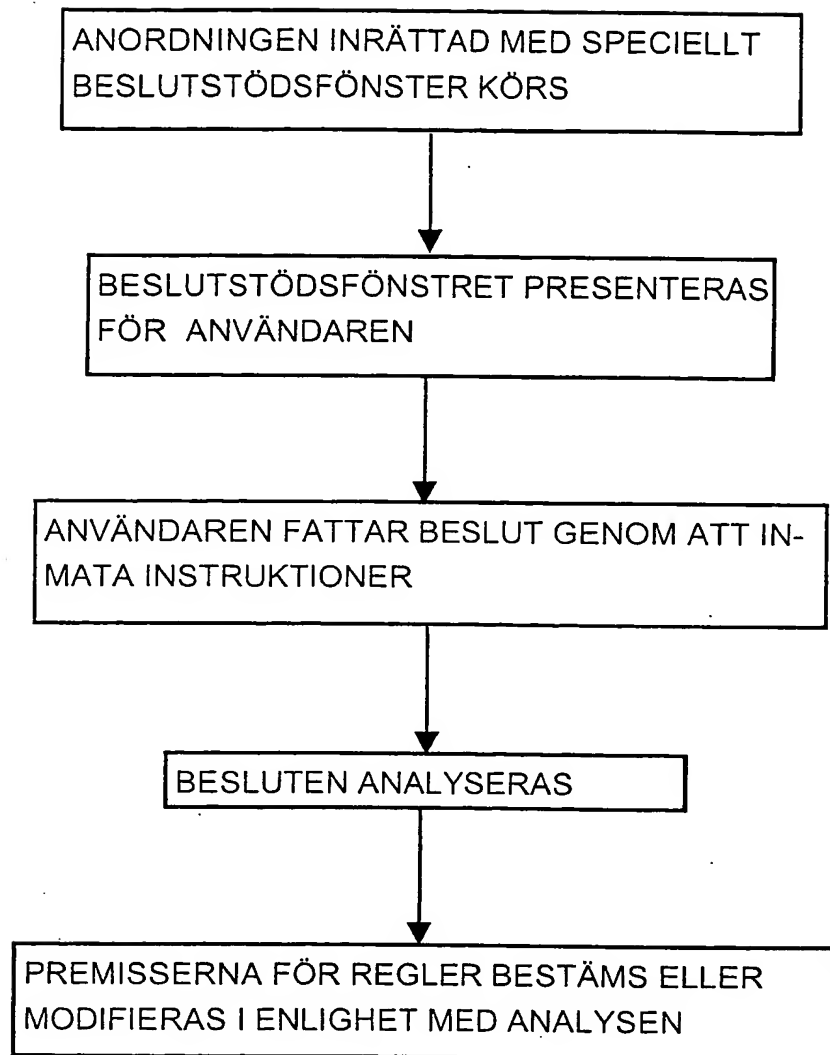 ANORDNINGEN INRÄTTAD MED SPECIELLT
BESLUTSTÖDSFÖNSTER KÖRS
BESLUTSTÖDSFÖNSTRET PRESENTERAS
FÖR ANVÄNDAREN
ANVÄNDAREN FATTAR BESLUT GENOM ATT IN-
MATA INSTRUKTIONER
BESLUTEN ANALYSERAS
PREMISSERNA FÖR REGLER BESTÄMS ELLER
MODIFIERAS I ENLIGHET MED ANALYSEN